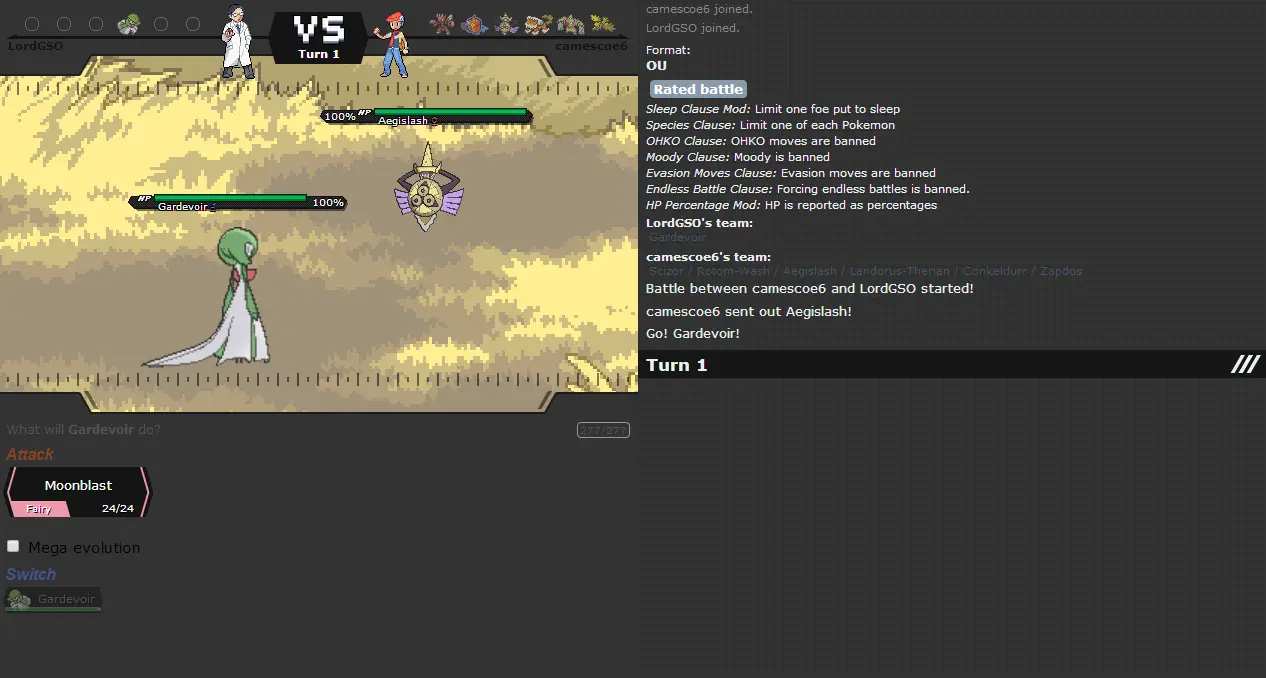 LordGSO
VS
Turn 1
camescoe6
100% HP
Aegislash
HP 100%
Gardevoir
What will Gardevoir do?
277/277
Attack
Moonblast
Fairy 24/24
Mega evolution
Switch
Gardevoir
camescoe6 joined.
LordGSO joined.
Format:
OU
Rated battle
Sleep Clause Mod: Limit one foe put to sleep
Species Clause: Limit one of each Pokemon
OHKO Clause: OHKO moves are banned
Moody Clause: Moody is banned
Evasion Moves Clause: Evasion moves are banned
Endless Battle Clause: Forcing endless battles is banned.
HP Percentage Mod: HP is reported as percentages
LordGSO's team:
Gardevoir
camescoe6's team:
Scizor / Rotom-Wash / Aegislash / Landorus-Therian / Conkeldurr / Zapdos
Battle between camescoe6 and LordGSO started!
camescoe6 sent out Aegislash!
Go! Gardevoir!
Turn 1